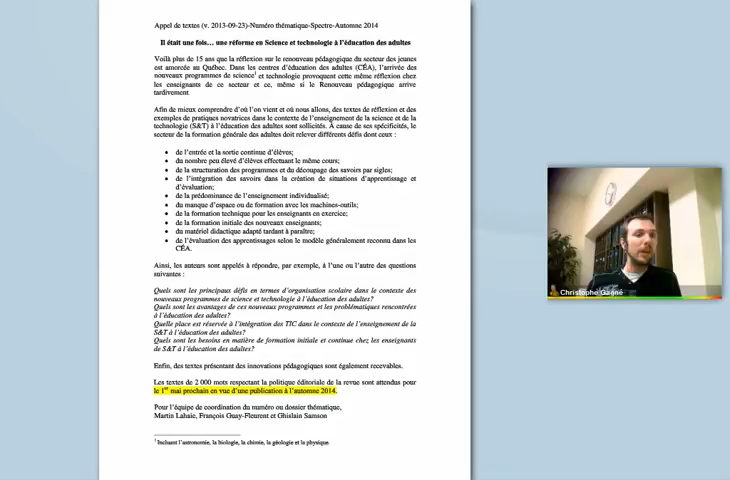 Appel de textes (v. 2013-09-23)-Numéro thématique-Spectre-Automne 2014
Il était une fois… une réforme en Science et technologie à l'éducation des adultes
Voilà plus de 15 ans que la réflexion sur le renouveau pédagogique du secteur des jeunes
est amorcée au Québec. Dans les centres d'éducation des adultes (CÉA), l'arrivée des
nouveaux programmes de science¹ et technologie provoquent cette même réflexion chez
les enseignants de ce secteur et ce, même si le Renouveau pédagogique arrive
tardivement
Afin de mieux comprendre d'où l'on vient et où nous allons, des textes de réflexion et des
exemples de pratiques novatrices dans le contexte de l'enseignement de la science et de la
technologie (S&T) à l'éducation des adultes sont sollicités. À cause de ses spécificités, le
secteur de la formation générale des adultes doit relever différents défis dont ceux :
• de l'entrée et la sortie continue d'élèves;
• du nombre peu élevé d'élèves effectuant le même cours;
• de la structuration des programmes et du découpage des savoirs par sigles;
• de l'intégration des savoirs dans la création de situations d'apprentissage et
d'évaluation;
• de la prédominance de l'enseignement individualisé;
• du manque d'espace ou de formation avec les machines-outils;
• de la formation technique pour les enseignants en exercice;
• de la formation initiale des nouveaux enseignants;
• du matériel didactique adapté tardant à paraître;
• de l'évaluation des apprentissages selon le modèle généralement reconnu dans les
CÉA.
Ainsi, les auteurs sont appelés à répondre, par exemple, à l'une ou l'autre des questions
suivantes :
Quels sont les principaux défis en termes d'organisation scolaire dans le contexte des
nouveaux programmes de science et technologie à l'éducation des adultes?
Quels sont les avantages de ces nouveaux programmes et les problématiques rencontrées
à l'éducation des adultes?
Quelle place est réservée à l'intégration des TIC dans le contexte de l'enseignement de la
S&T à l'éducation des adultes?
Quels sont les besoins en matière de formation initiale et continue chez les enseignants
de S&T à l'éducation des adultes?
Enfin, des textes présentant des innovations pédagogiques sont également recevables.
Les textes de 2 000 mots respectant la politique éditoriale de la revue sont attendus pour
le 1er mai prochain en vue d'une publication à l'automne 2014.
Pour l'équipe de coordination du numéro ou dossier thématique,
Martin Lahaie, François Guay-Fleurent et Ghislain Samson
¹ Incluant l'astronomie, la biologie, la chimie, la géologie et la physique
Christophe Gagné